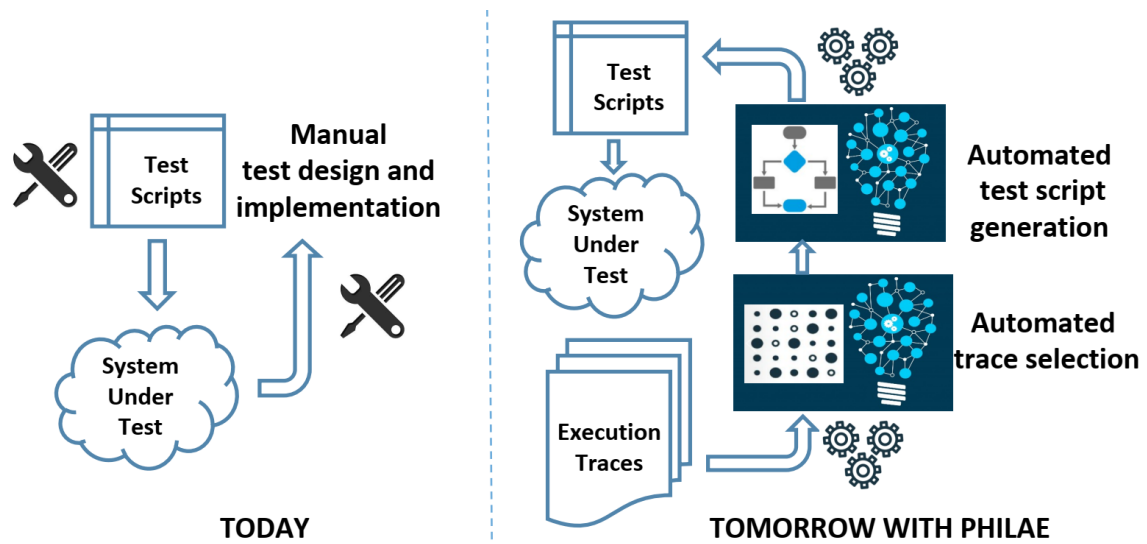 Test
Scripts
Manual
test design and
implementation
System
Under
Test
TODAY
Test
Scripts
System
Under
Test
Automated
test script
generation
Automated
trace selection
Execution
Traces
TOMORROW WITH PHILAE